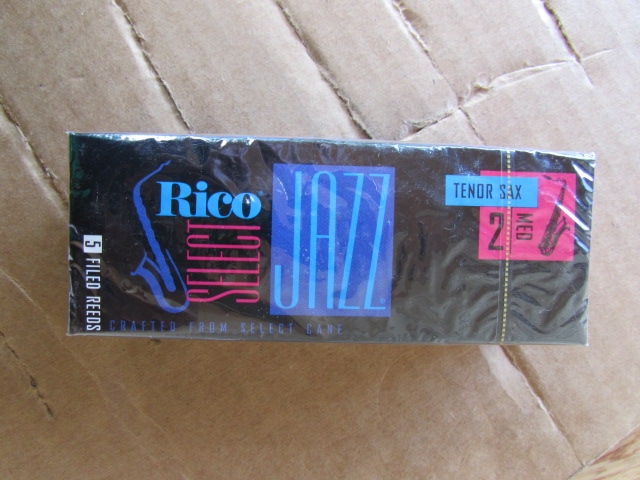 Rico
SELECT
JAZZ
TENOR SAX
2 MED
5 FILED REEDS
CRAFTED FROM SELECT CANE